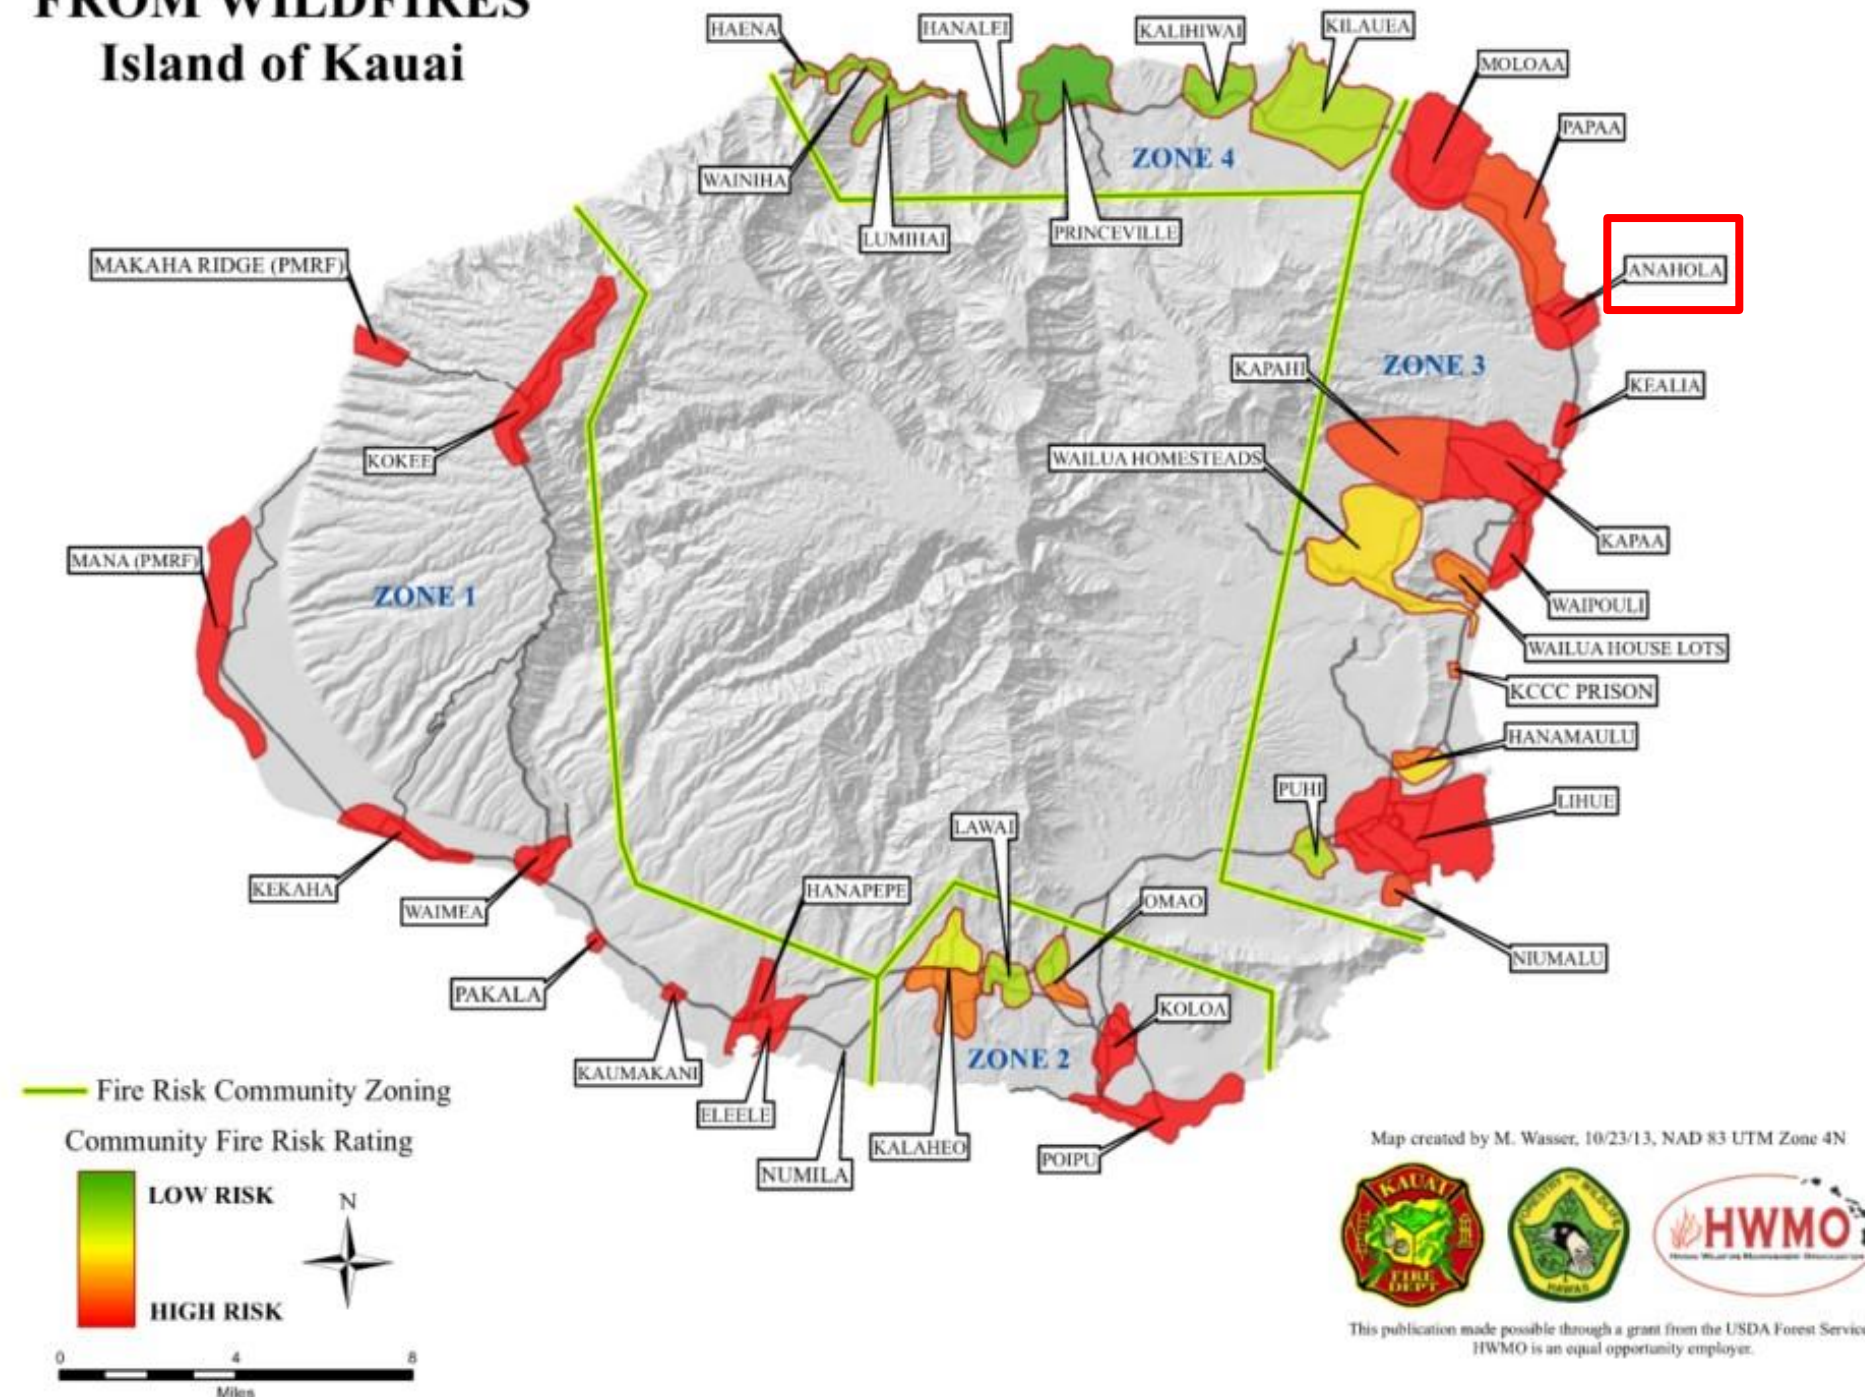 FROM WILDFIRES
Island of Kauai
HAENA
HANALEI
KALIHIWAI
KILAUEA
MOLOAA
PAPAA
WAINIHA
ZONE 4
LUMIHAI
PRINCEVILLE
MAKAHA RIDGE (PMRF)
ANAHOLA
KAPAHI
ZONE 3
KEALIA
KOKEE
WAILUA HOMESTEADS
KAPAA
MANA (PMRF)
ZONE 1
WAIPOULI
WAILUA HOUSE LOTS
KCCC PRISON
HANAMAULU
PUHI
LIHUE
LAWAI
KEKAHA
WAIMEA
HANAPEPE
OMAO
NIUMALU
PAKALA
KOLOA
KAUMAKANI
ZONE 2
ELEELE
KALAHEO
POIPU
NUMILA
Fire Risk Community Zoning
Community Fire Risk Rating
LOW RISK
HIGH RISK
N
0 4 8
Miles
Map created by M. Wasser, 10/23/13, NAD 83 UTM Zone 4N
KAUAI
FIRE
DEPT
FORESTRY AND WILDLIFE
HAWAII
HWMO
This publication made possible through a grant from the USDA Forest Service
HWMO is an equal opportunity employer.